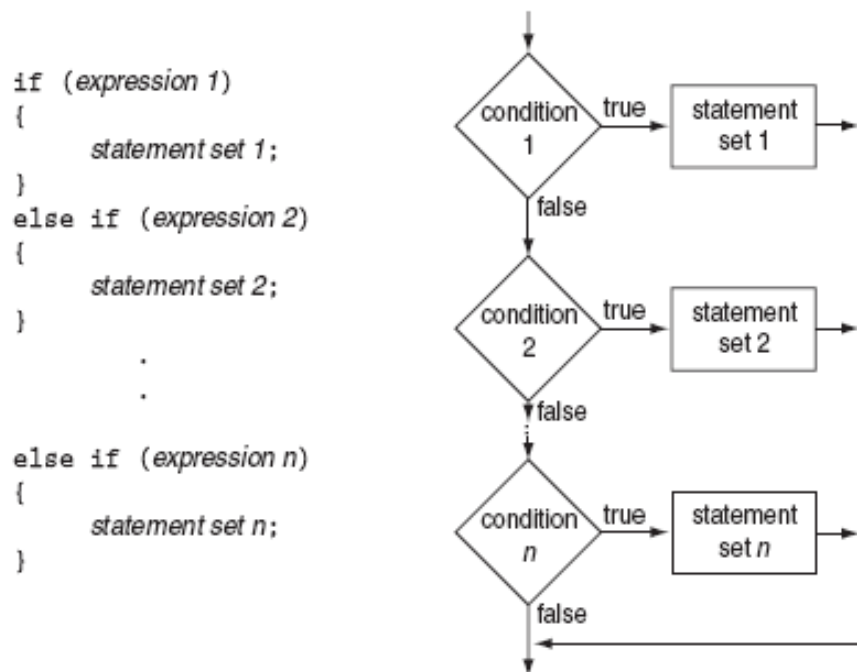 if (expression 1)
{
statement set 1;
}
else if (expression 2)
{
statement set 2;
}
.
.
else if (expression n)
{
statement set n;
}
condition
1
true
statement
set 1
false
condition
2
true
statement
set 2
false
condition
n
true
statement
set n
false